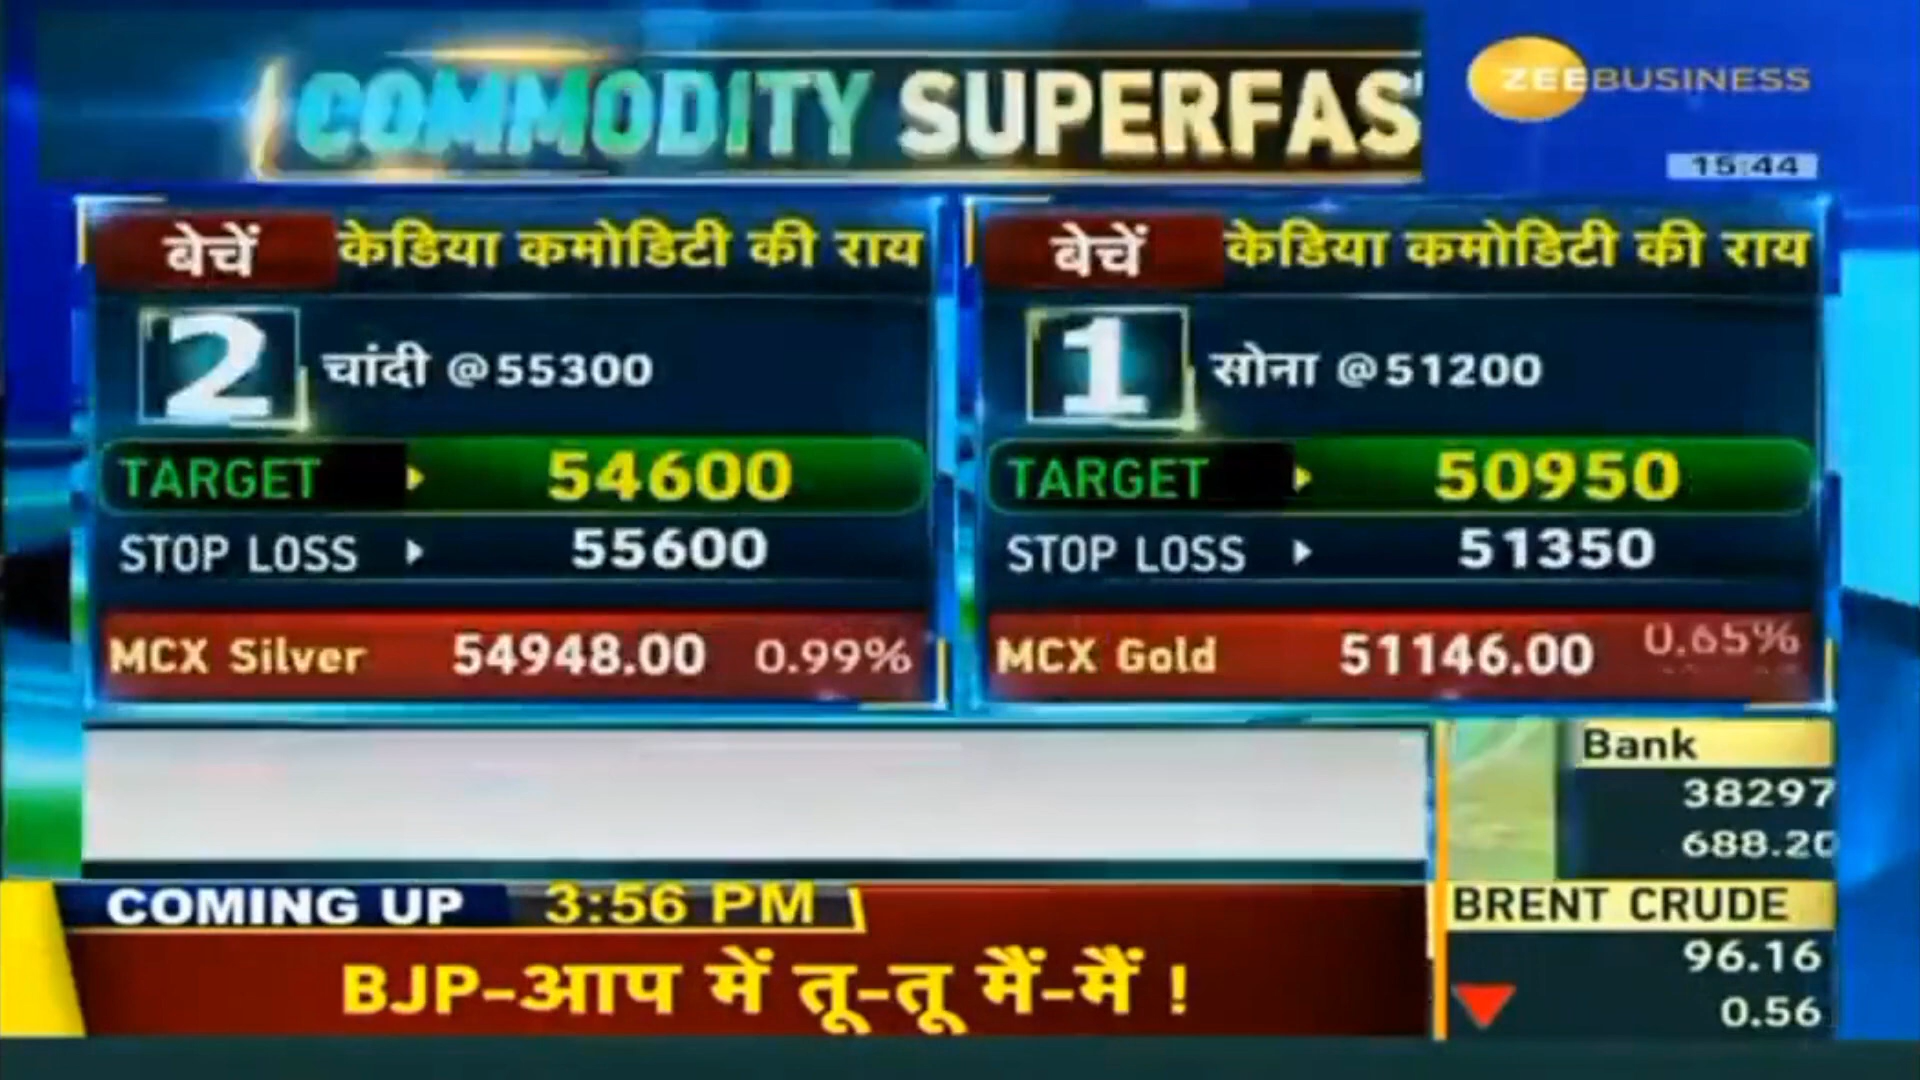 COMMODITY SUPERFAS
ZEEBUSINESS
15:44
बेचें केडिया कमोडिटी की राय
2 चांदी @55300
TARGET 54600
STOP LOSS 55600
MCX Silver 54948.00 0.99%
बेचें केडिया कमोडिटी की राय
1 सोना @51200
TARGET 50950
STOP LOSS 51350
MCX Gold 51146.00 0.65%
Bank
38297
688.20
BRENT CRUDE
96.16
0.56
COMING UP 3:56 PM
BJP-आप में तू-तू मैं-मैं !